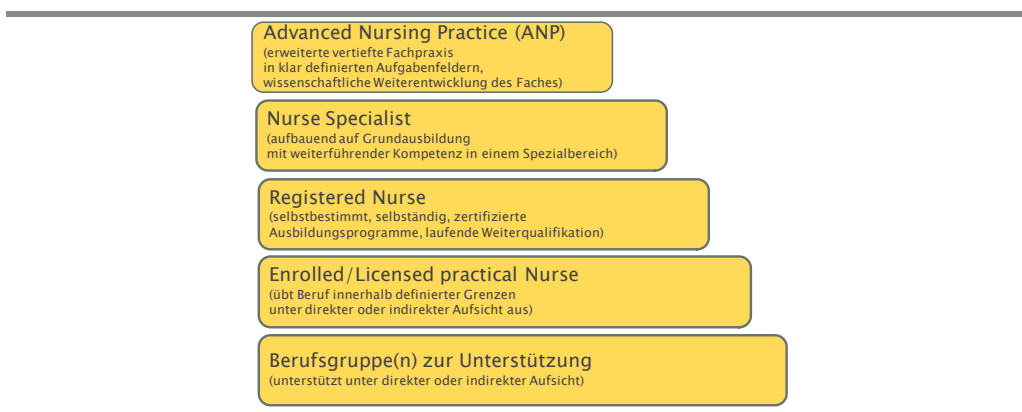 Advanced Nursing Practice (ANP)
(erweiterte vertiefte Fachpraxis
in klar definierten Aufgabenfeldern,
wissenschaftliche Weiterentwicklung des Faches)
Nurse Specialist
(aufbauend auf Grundausbildung
mit weiterführender Kompetenz in einem Spezialbereich)
Registered Nurse
(selbstbestimmt, selbständig, zertifizierte
Ausbildungsprogramme, laufende Weiterqualifikation)
Enrolled/Licensed practical Nurse
(übt Beruf innerhalb definierter Grenzen
unter direkter oder indirekter Aufsicht aus)
Berufsgruppe(n) zur Unterstützung
(unterstützt unter direkter oder indirekter Aufsicht)